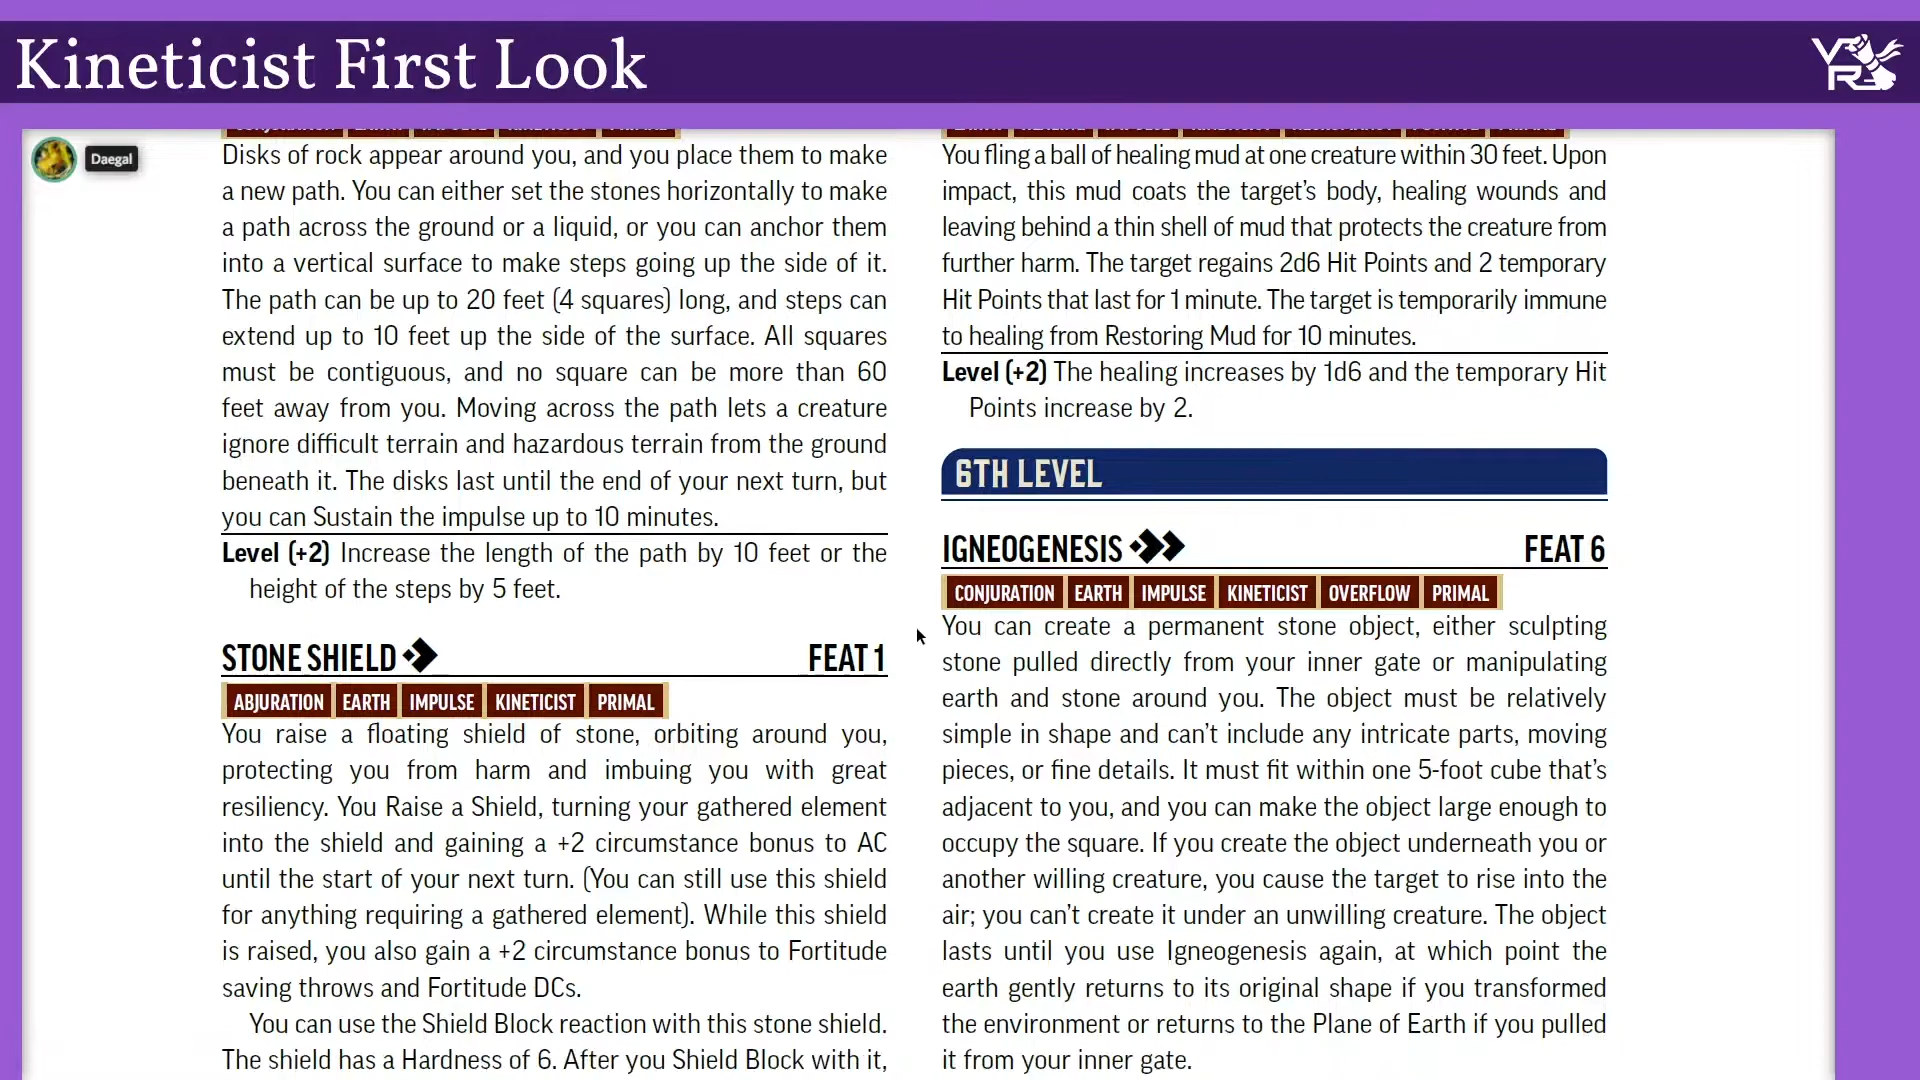 Kineticist First Look
VR
Daegal
Disks of rock appear around you, and you place them to make
a new path. You can either set the stones horizontally to make
a path across the ground or a liquid, or you can anchor them
into a vertical surface to make steps going up the side of it.
The path can be up to 20 feet (4 squares) long, and steps can
extend up to 10 feet up the side of the surface. All squares
must be contiguous, and no square can be more than 60
feet away from you. Moving across the path lets a creature
ignore difficult terrain and hazardous terrain from the ground
beneath it. The disks last until the end of your next turn, but
you can Sustain the impulse up to 10 minutes.
Level (+2) Increase the length of the path by 10 feet or the
height of the steps by 5 feet.
STONE SHIELD FEAT 1
ABJURATION EARTH IMPULSE KINETICIST PRIMAL
You raise a floating shield of stone, orbiting around you,
protecting you from harm and imbuing you with great
resiliency. You Raise a Shield, turning your gathered element
into the shield and gaining a +2 circumstance bonus to AC
until the start of your next turn. (You can still use this shield
for anything requiring a gathered element). While this shield
is raised, you also gain a +2 circumstance bonus to Fortitude
saving throws and Fortitude DCs.
You can use the Shield Block reaction with this stone shield.
The shield has a Hardness of 6. After you Shield Block with it,
You fling a ball of healing mud at one creature within 30 feet. Upon
impact, this mud coats the target's body, healing wounds and
leaving behind a thin shell of mud that protects the creature from
further harm. The target regains 2d6 Hit Points and 2 temporary
Hit Points that last for 1 minute. The target is temporarily immune
to healing from Restoring Mud for 10 minutes.
Level (+2) The healing increases by 1d6 and the temporary Hit
Points increase by 2.
6TH LEVEL
IGNEOGENESIS FEAT 6
CONJURATION EARTH IMPULSE KINETICIST OVERFLOW PRIMAL
You can create a permanent stone object, either sculpting
stone pulled directly from your inner gate or manipulating
earth and stone around you. The object must be relatively
simple in shape and can't include any intricate parts, moving
pieces, or fine details. It must fit within one 5-foot cube that's
adjacent to you, and you can make the object large enough to
occupy the square. If you create the object underneath you or
another willing creature, you cause the target to rise into the
air; you can't create it under an unwilling creature. The object
lasts until you use Igneogenesis again, at which point the
earth gently returns to its original shape if you transformed
the environment or returns to the Plane of Earth if you pulled
it from your inner gate.